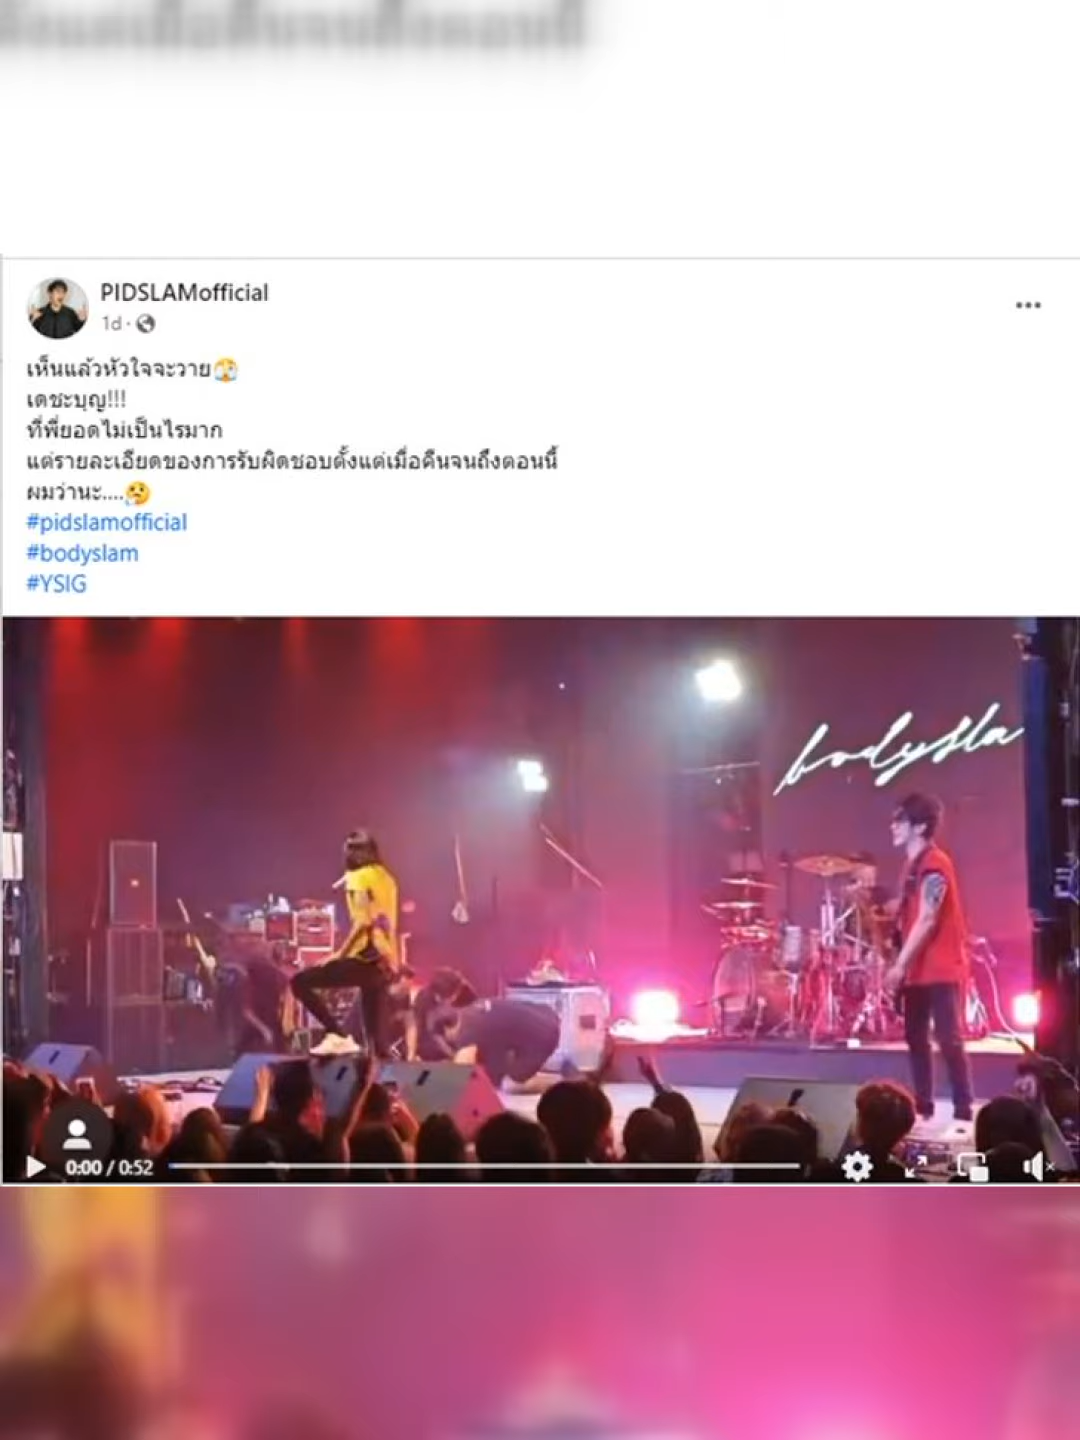 PIDSLAMofficial
1d
เห็นแล้วหัวใจจะวาย
เดชะบุญ!!!
ที่พี่ยอดไม่เป็นไรมาก
แต่รายละเอียดของการรับผิดชอบตั้งแต่เมื่อคืนจนถึงตอนนี้
ผมว่านะ....
#pidslamofficial
#bodyslam
#YSIG
bodysla
0:00 / 0:52